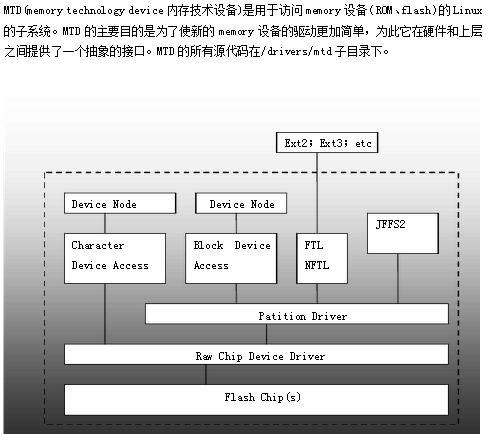 MTD(memory technology device 内存技术设备)是用于访问 memory 设备(ROM、flash)的 Linux
的子系统。MTD 的主要目的是为了使新的 memory 设备的驱动更加简单，为此它在硬件和上层
之间提供了一个抽象的接口。MTD 的所有源代码在/drivers/mtd 子目录下。
Ext2; Ext3; etc
Device Node
Device Node
Character
Device Access
Block Device
Access
FTL
NFTL
JFFS2
Patition Driver
Raw Chip Device Driver
Flash Chip(s)